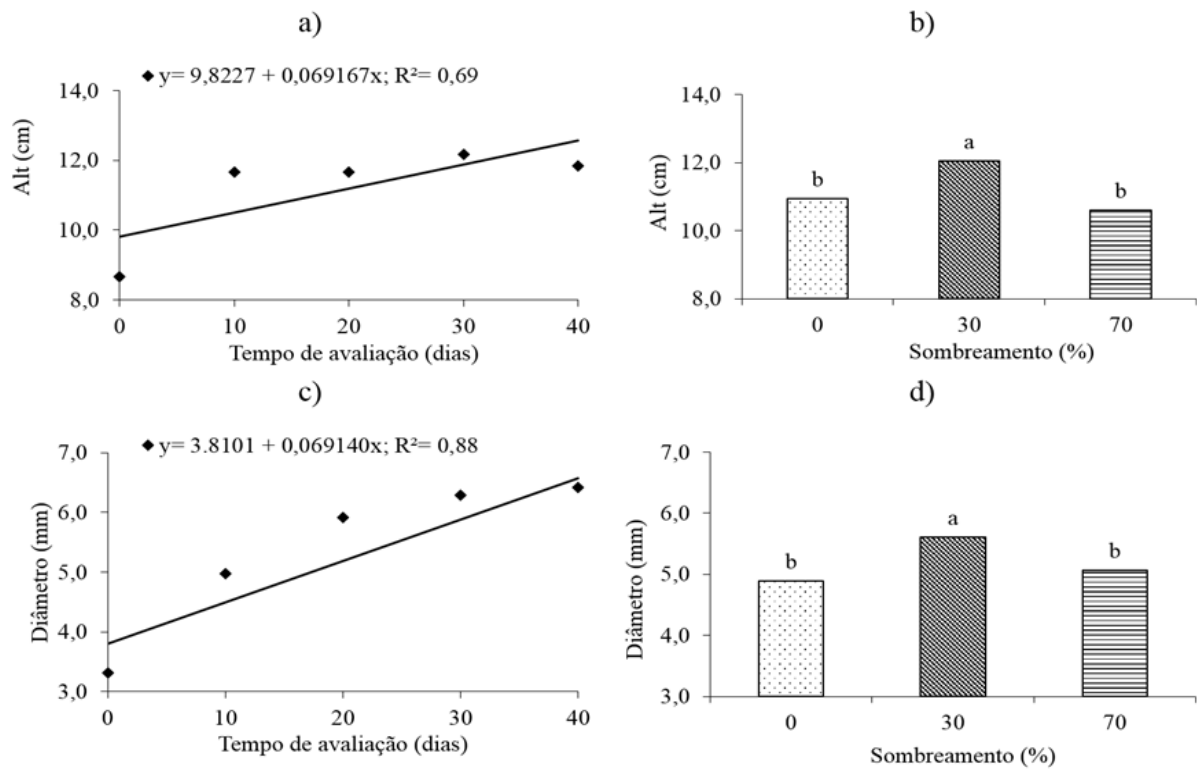 a)
◆ y= 9,8227 + 0,069167x; R²= 0,69
Alt (cm)
14,0
12,0
10,0
8,0
0 10 20 30 40
Tempo de avaliação (dias)
b)
Alt (cm)
14,0
12,0
10,0
8,0
b a b
0 30 70
Sombreamento (%)
c)
◆ y= 3.8101 + 0,069140x; R²= 0,88
Diâmetro (mm)
7,0
6,0
5,0
4,0
3,0
0 10 20 30 40
Tempo de avaliação (dias)
d)
Diâmetro (mm)
7,0
6,0
5,0
4,0
3,0
b a b
0 30 70
Sombreamento (%)